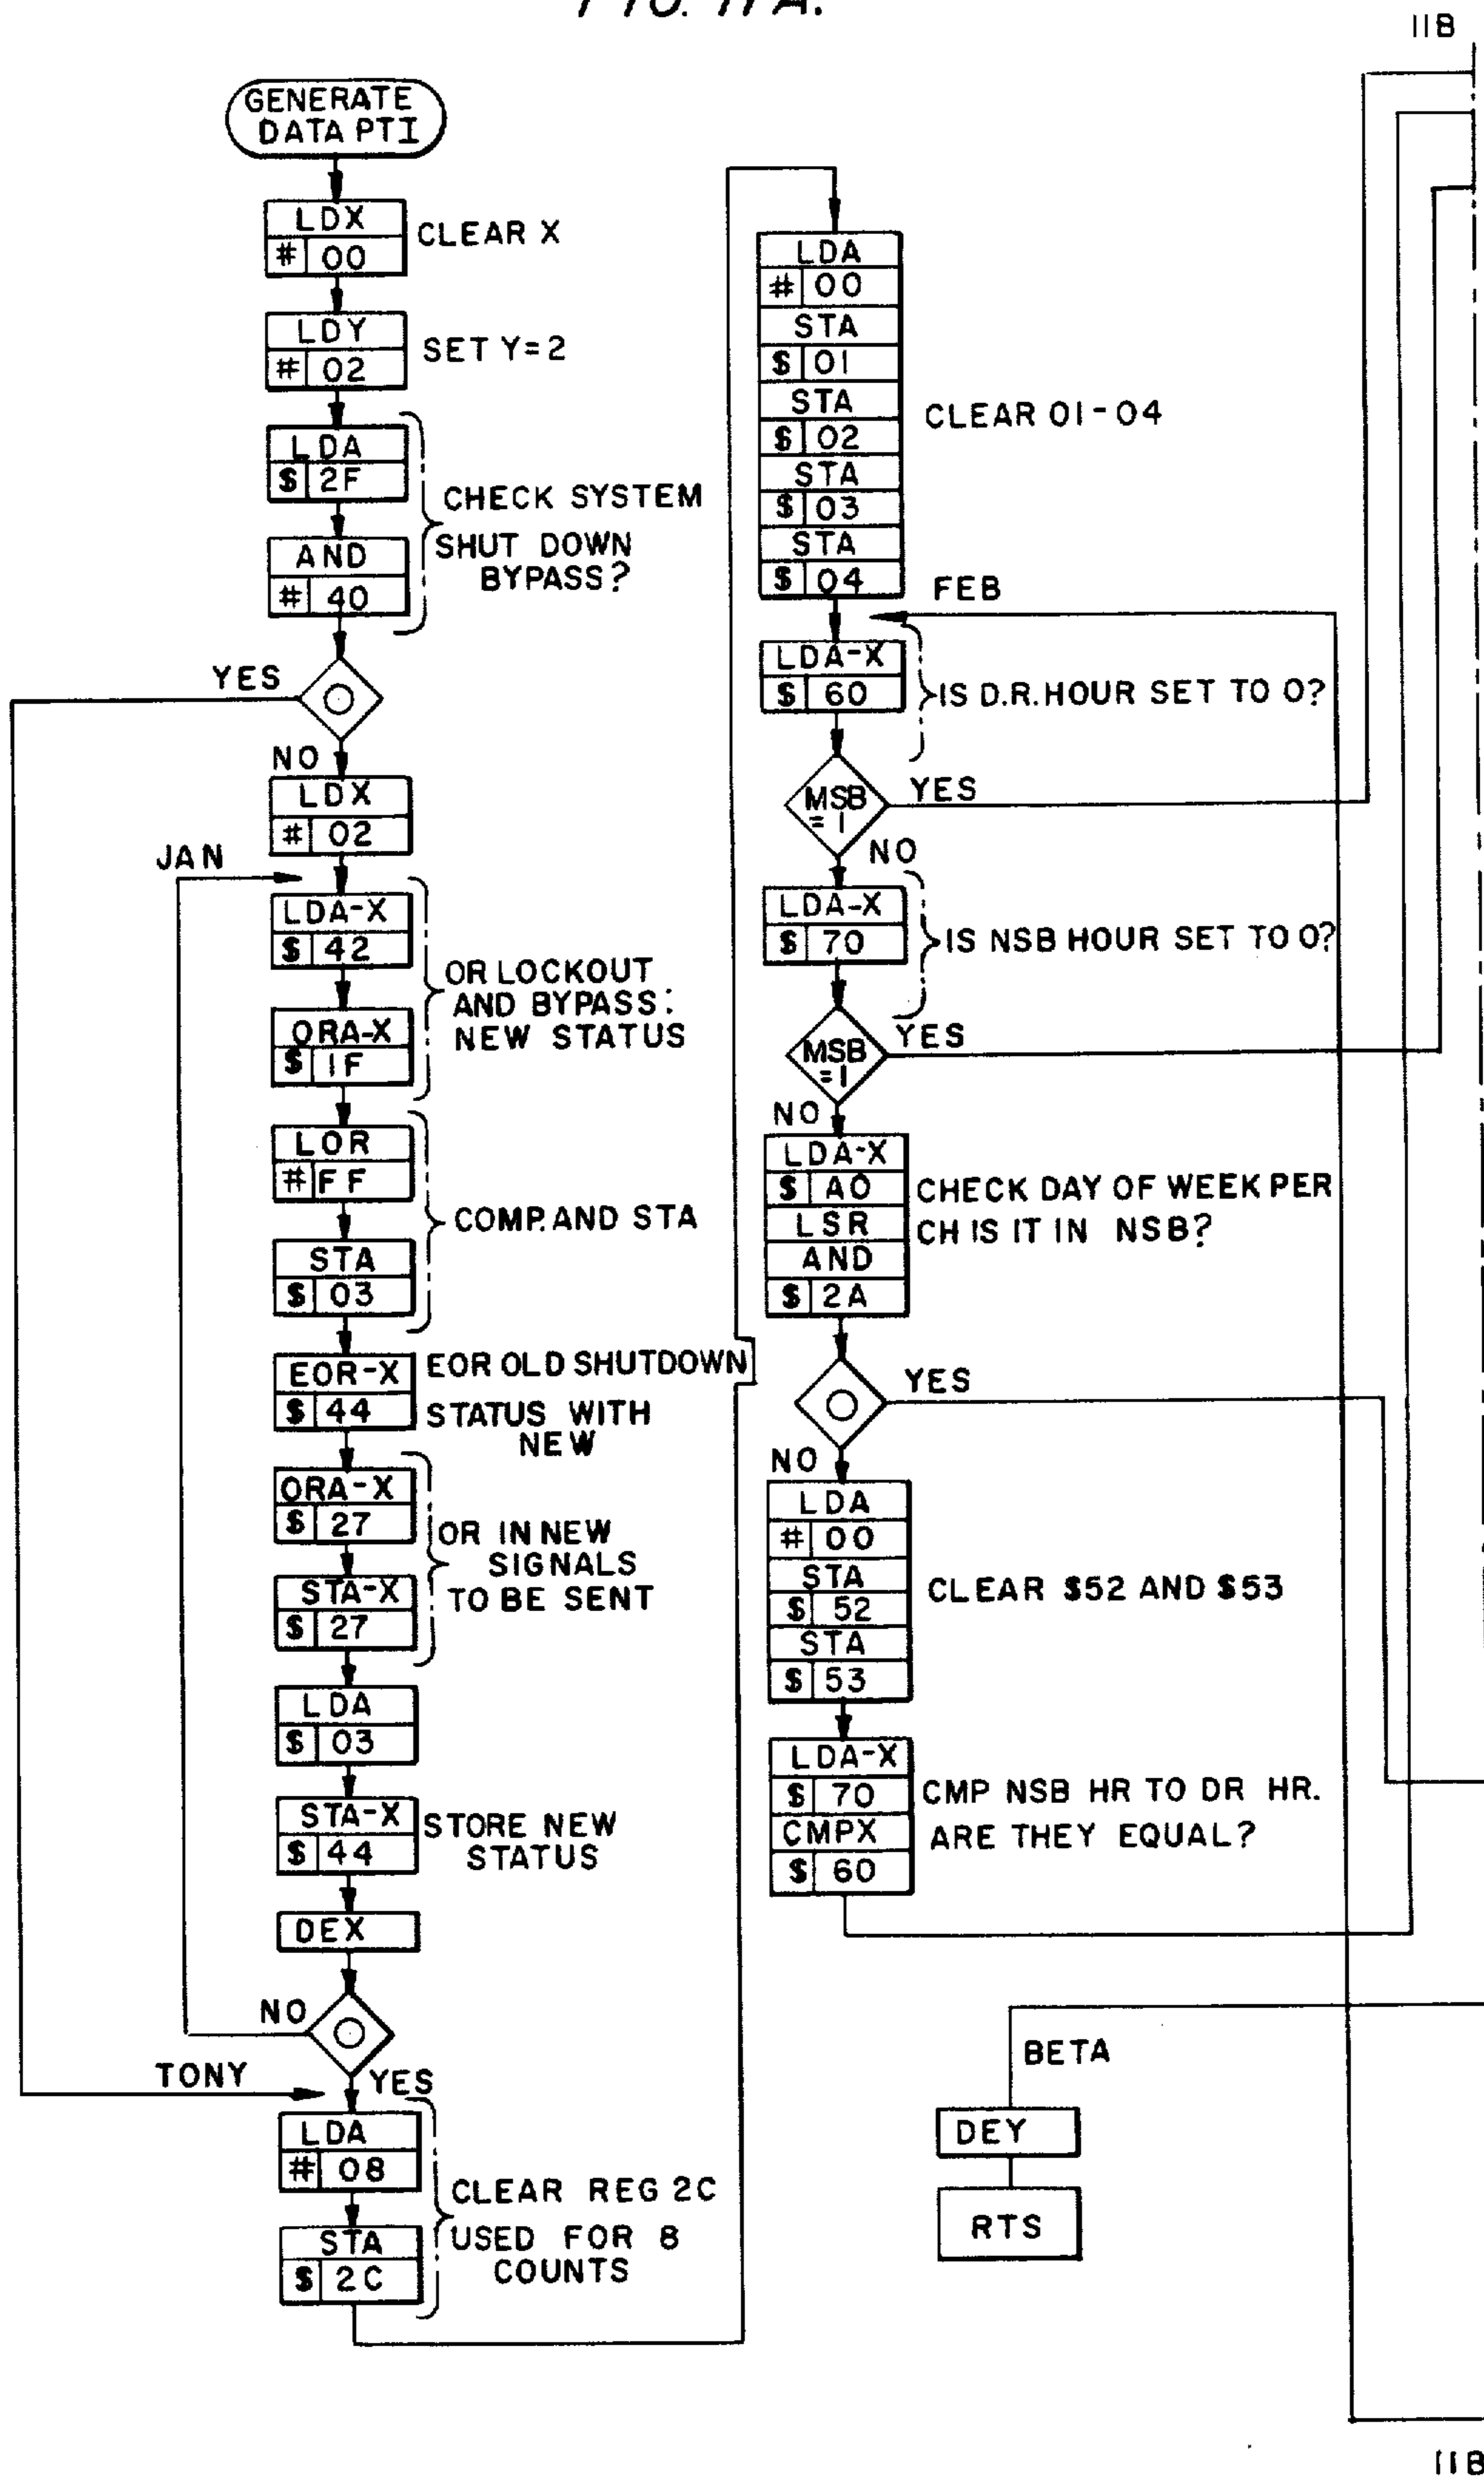 FIG. 11A.
11B
GENERATE
DATA PTI
LDX
# 00
CLEAR X
LDY
# 02
SET Y=2
LDA
$ 2F
AND
# 40
CHECK SYSTEM
SHUT DOWN
BYPASS?
YES
O
NO
LDX
# 02
JAN
LDA-X
$ 42
ORA-X
$ 1F
OR LOCKOUT
AND BYPASS:
NEW STATUS
LOR
# FF
STA
$ 03
COMP. AND STA
EOR-X
$ 44
EOR OLD SHUTDOWN
STATUS WITH
NEW
ORA-X
$ 27
STA-X
$ 27
OR IN NEW
SIGNALS
TO BE SENT
LDA
$ 03
STA-X
$ 44
STORE NEW
STATUS
DEX
NO
O
YES
TONY
LDA
# 08
STA
$ 2C
CLEAR REG 2C
USED FOR 8
COUNTS
LDA
# 00
STA
$ 01
STA
$ 02
STA
$ 03
STA
$ 04
CLEAR 01-04
FEB
LDA-X
$ 60
IS D.R. HOUR SET TO 0?
MSB
= 1
YES
NO
LDA-X
$ 70
IS NSB HOUR SET TO 0?
MSB
=1
YES
NO
LDA-X
$ A0
LSR
AND
$ 2A
CHECK DAY OF WEEK PER
CH IS IT IN NSB?
O
YES
NO
LDA
# 00
STA
$ 52
STA
$ 53
CLEAR $52 AND $53
LDA-X
$ 70
CMPX
$ 60
CMP NSB HR TO DR HR.
ARE THEY EQUAL?
BETA
DEY
RTS
11B